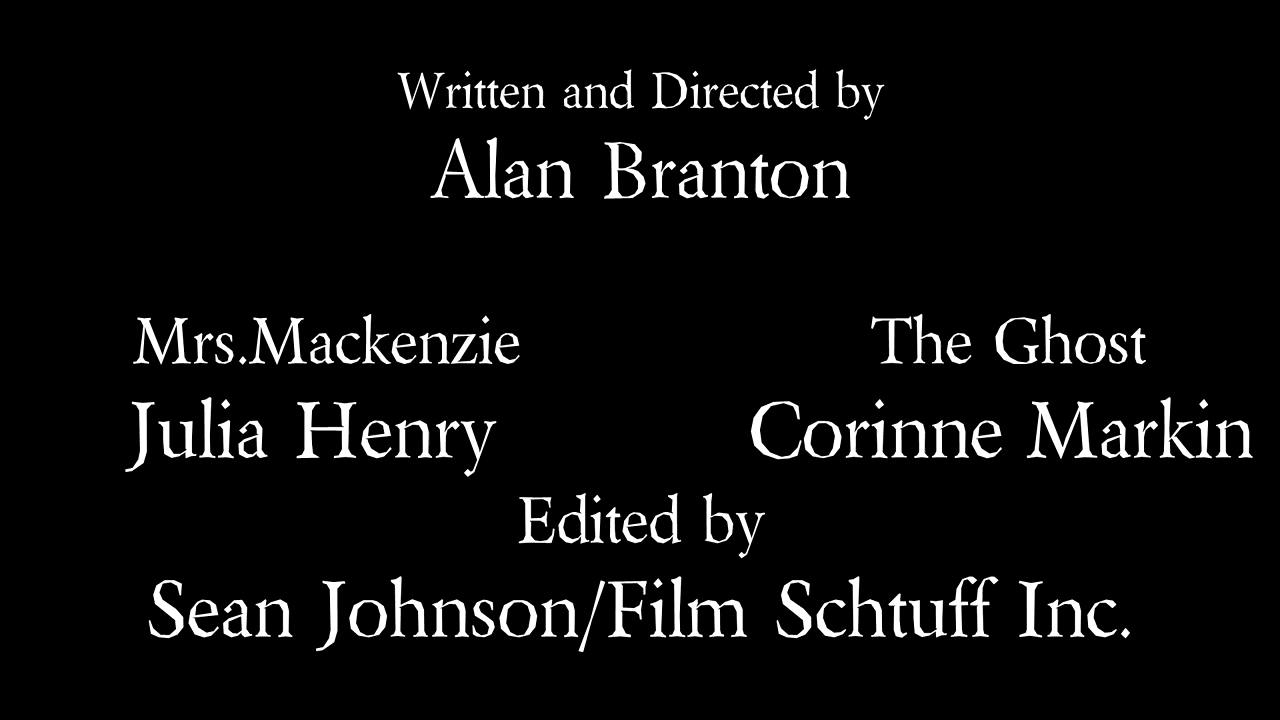 Written and Directed by
Alan Branton
Mrs.Mackenzie
Julia Henry
The Ghost
Corinne Markin
Edited by
Sean Johnson/Film Schtuff Inc.